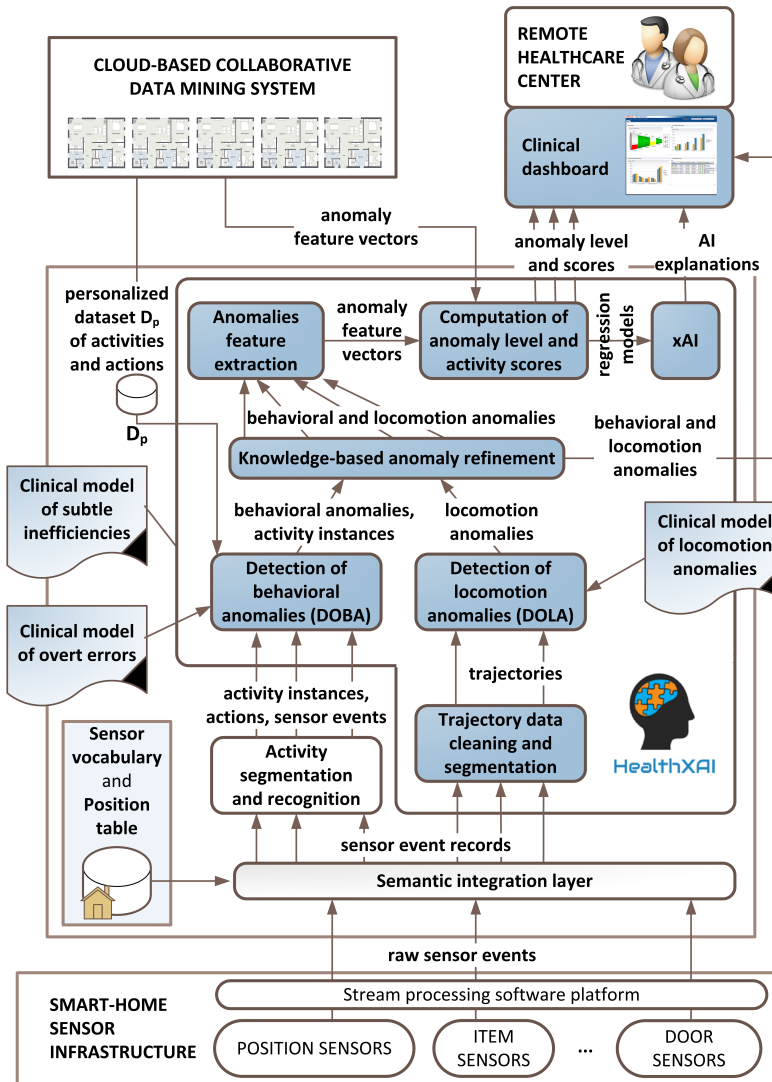 REMOTE
HEALTHCARE
CENTER
CLOUD-BASED COLLABORATIVE
DATA MINING SYSTEM
Clinical
dashboard
anomaly
feature vectors
anomaly level
and scores
AI
explanations
personalized
dataset Dp
of activities
and actions
Dp
Anomalies
feature
extraction
anomaly
feature
vectors
Computation of
anomaly level and
activity scores
regression
models
xAI
behavioral and locomotion anomalies
Knowledge-based anomaly refinement
behavioral and
locomotion
anomalies
Clinical model
of subtle
inefficiencies
behavioral anomalies,
activity instances
locomotion
anomalies
Clinical model
of locomotion
anomalies
Detection of
behavioral
anomalies (DOBA)
Detection of
locomotion
anomalies (DOLA)
Clinical model
of overt errors
activity instances,
actions, sensor events
trajectories
Sensor
vocabulary
and
Position
table
Activity
segmentation
and recognition
Trajectory data
cleaning and
segmentation
HealthXAI
sensor event records
Semantic integration layer
raw sensor events
SMART-HOME
SENSOR
INFRASTRUCTURE
Stream processing software platform
POSITION SENSORS
ITEM
SENSORS
...
DOOR
SENSORS